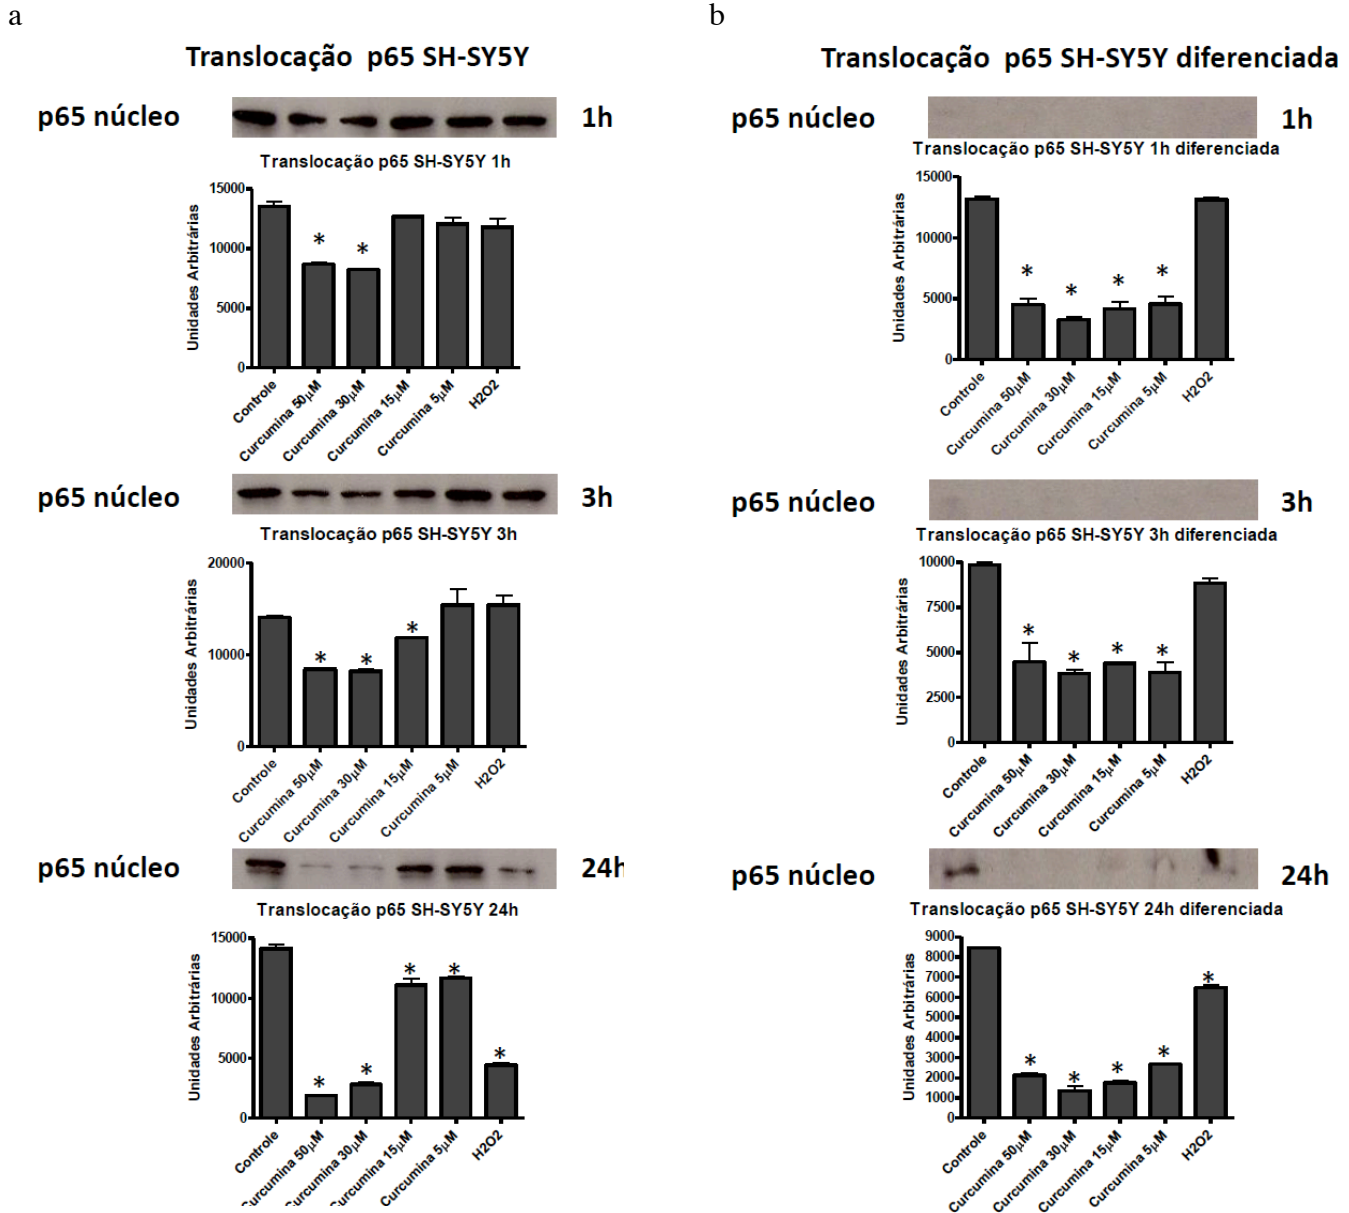 a
Translocação p65 SH-SY5Y
p65 núcleo
1h
Translocação p65 SH-SY5Y 1h
Unidades Arbitrárias
15000
10000
5000
0
*
*
Controle
Curcumina 50µM
Curcumina 30µM
Curcumina 15µM
Curcumina 5µM
H2O2
p65 núcleo
3h
Translocação p65 SH-SY5Y 3h
Unidades Arbitrárias
20000
10000
0
*
*
*
Controle
Curcumina 50µM
Curcumina 30µM
Curcumina 15µM
Curcumina 5µM
H2O2
p65 núcleo
24h
Translocação p65 SH-SY5Y 24h
Unidades Arbitrárias
15000
10000
5000
0
*
*
*
*
*
Controle
Curcumina 50µM
Curcumina 30µM
Curcumina 15µM
Curcumina 5µM
H2O2
b
Translocação p65 SH-SY5Y diferenciada
p65 núcleo
1h
Translocação p65 SH-SY5Y 1h diferenciada
Unidades Arbitrárias
15000
10000
5000
0
*
*
*
*
Controle
Curcumina 50µM
Curcumina 30µM
Curcumina 15µM
Curcumina 5µM
H2O2
p65 núcleo
3h
Translocação p65 SH-SY5Y 3h diferenciada
Unidades Arbitrárias
10000
7500
5000
2500
0
*
*
*
*
Controle
Curcumina 50µM
Curcumina 30µM
Curcumina 15µM
Curcumina 5µM
H2O2
p65 núcleo
24h
Translocação p65 SH-SY5Y 24h diferenciada
Unidades Arbitrárias
9000
8000
7000
6000
5000
4000
3000
2000
1000
0
*
*
*
*
*
Controle
Curcumina 50µM
Curcumina 30µM
Curcumina 15µM
Curcumina 5µM
H2O2